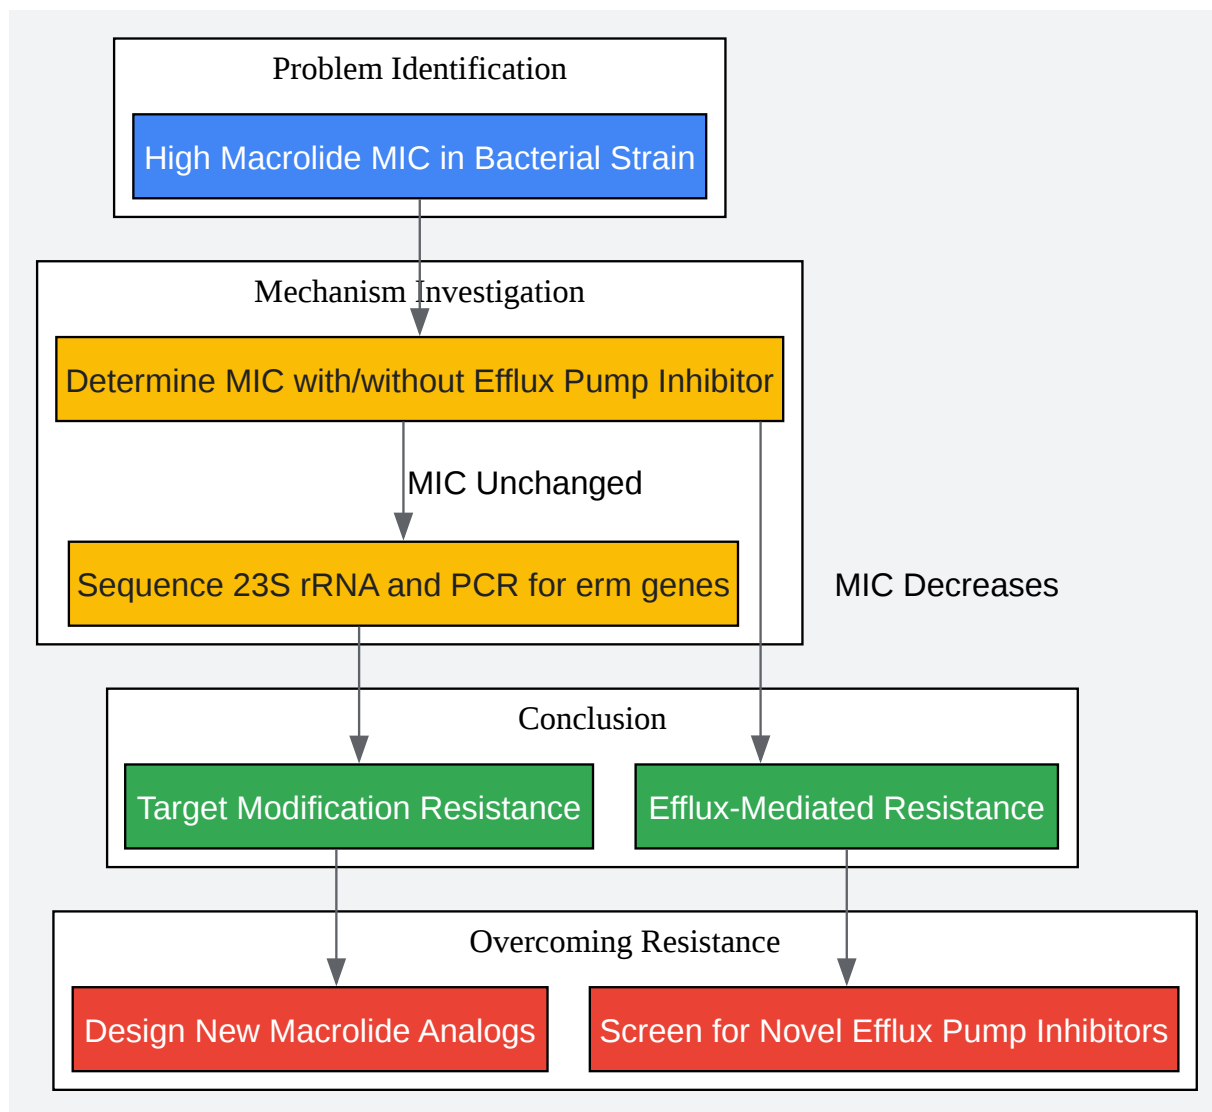 Problem Identification
High Macrolide MIC in Bacterial Strain
Mechanism Investigation
Determine MIC with/without Efflux Pump Inhibitor
MIC Unchanged
Sequence 23S rRNA and PCR for erm genes
MIC Decreases
Conclusion
Target Modification Resistance
Efflux-Mediated Resistance
Overcoming Resistance
Design New Macrolide Analogs
Screen for Novel Efflux Pump Inhibitors